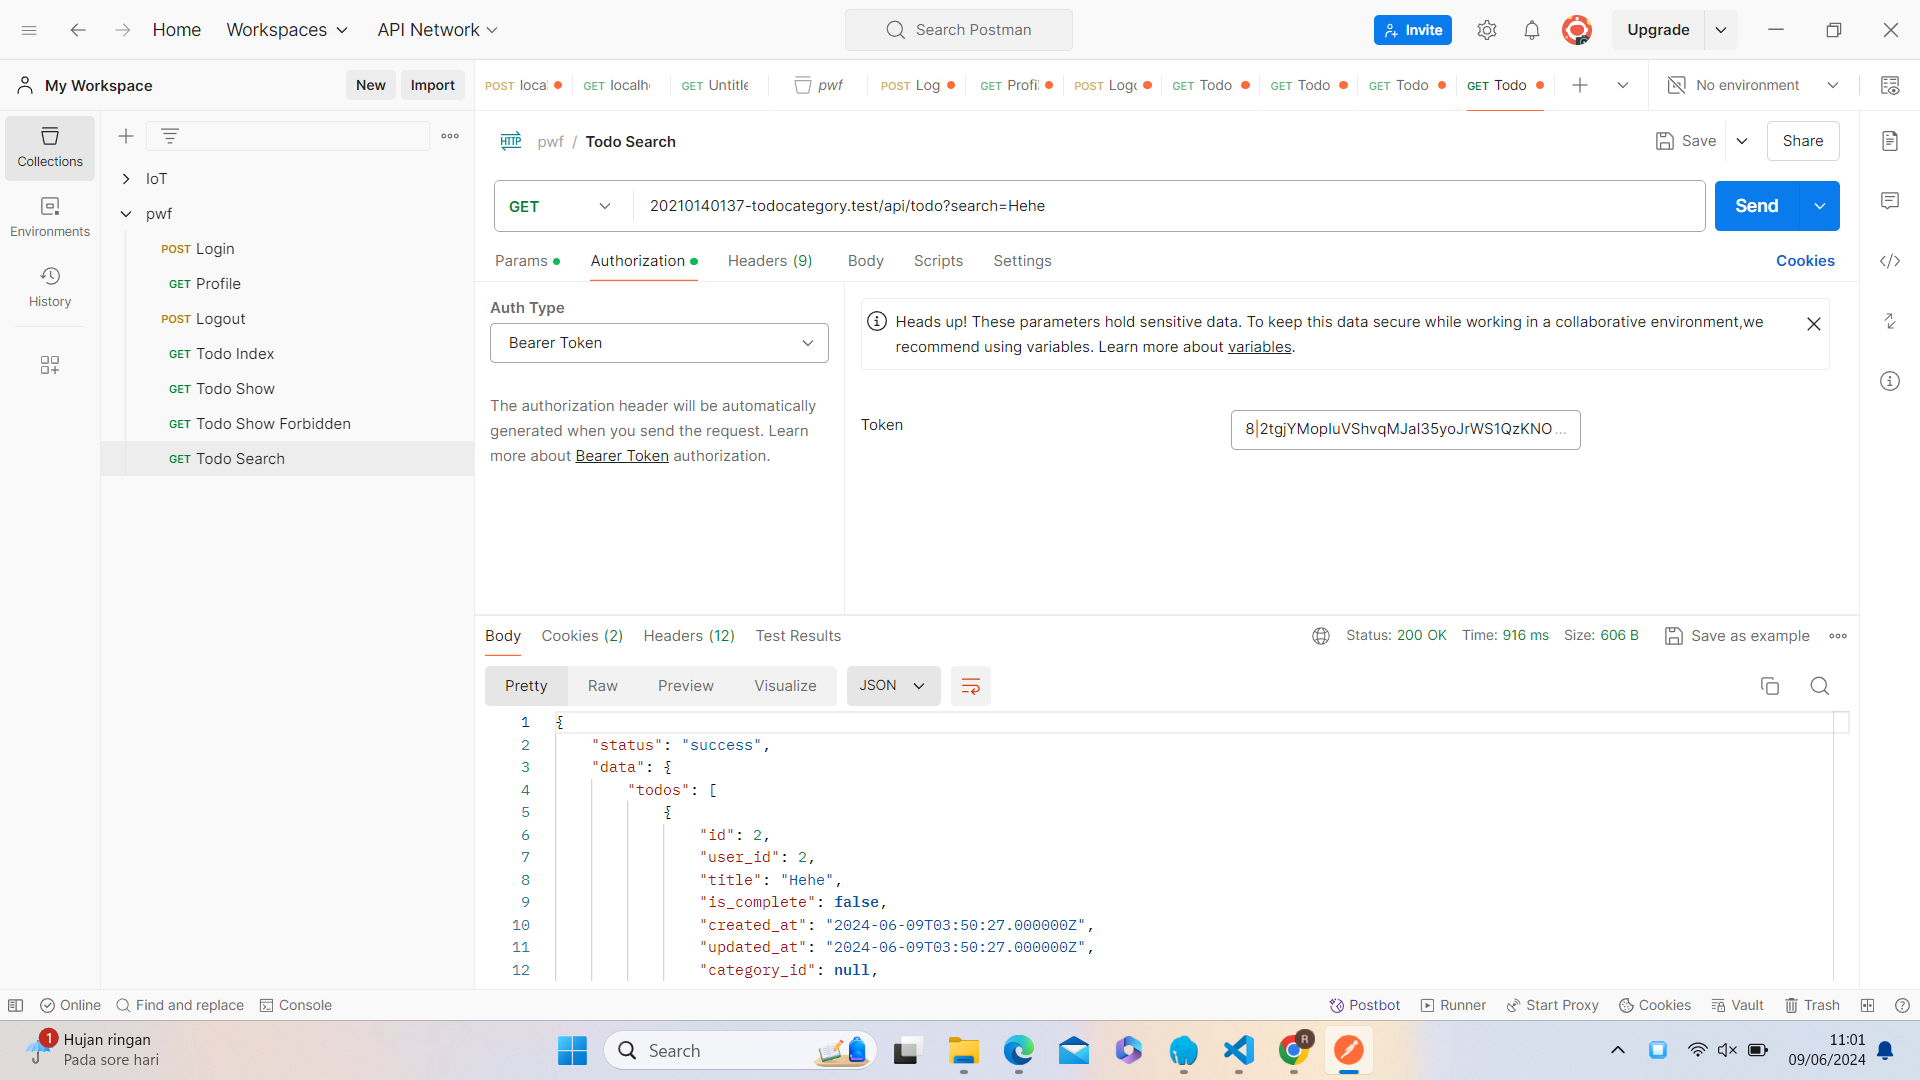 Home
Workspaces
API Network
Search Postman
Invite
Upgrade
My Workspace
New
Import
POST loca
GET localh
GET Untitle
pwf
POST Log
GET Profi
POST Logo
GET Todo
GET Todo
GET Todo
GET Todo
No environment
Collections
Environments
History
IoT
pwf
POST Login
GET Profile
POST Logout
GET Todo Index
GET Todo Show
GET Todo Show Forbidden
GET Todo Search
HTTP
pwf / Todo Search
Save
Share
GET
20210140137-todocategory.test/api/todo?search=Hehe
Send
Params
Authorization
Headers (9)
Body
Scripts
Settings
Cookies
Auth Type
Bearer Token
The authorization header will be automatically
generated when you send the request. Learn
more about Bearer Token authorization.
Heads up! These parameters hold sensitive data. To keep this data secure while working in a collaborative environment,we
recommend using variables. Learn more about variables.
Token
8|2tgjYMopIuVShvqMJaI35yoJrWS1QzKNO...
Body
Cookies (2)
Headers (12)
Test Results
Status: 200 OK
Time: 916 ms
Size: 606 B
Save as example
Pretty
Raw
Preview
Visualize
JSON
1 {
2 "status": "success",
3 "data": {
4 "todos": [
5 {
6 "id": 2,
7 "user_id": 2,
8 "title": "Hehe",
9 "is_complete": false,
10 "created_at": "2024-06-09T03:50:27.000000Z",
11 "updated_at": "2024-06-09T03:50:27.000000Z",
12 "category_id": null,
Online
Find and replace
Console
Postbot
Runner
Start Proxy
Cookies
Vault
Trash
1
Hujan ringan
Pada sore hari
Search
R
11:01
09/06/2024